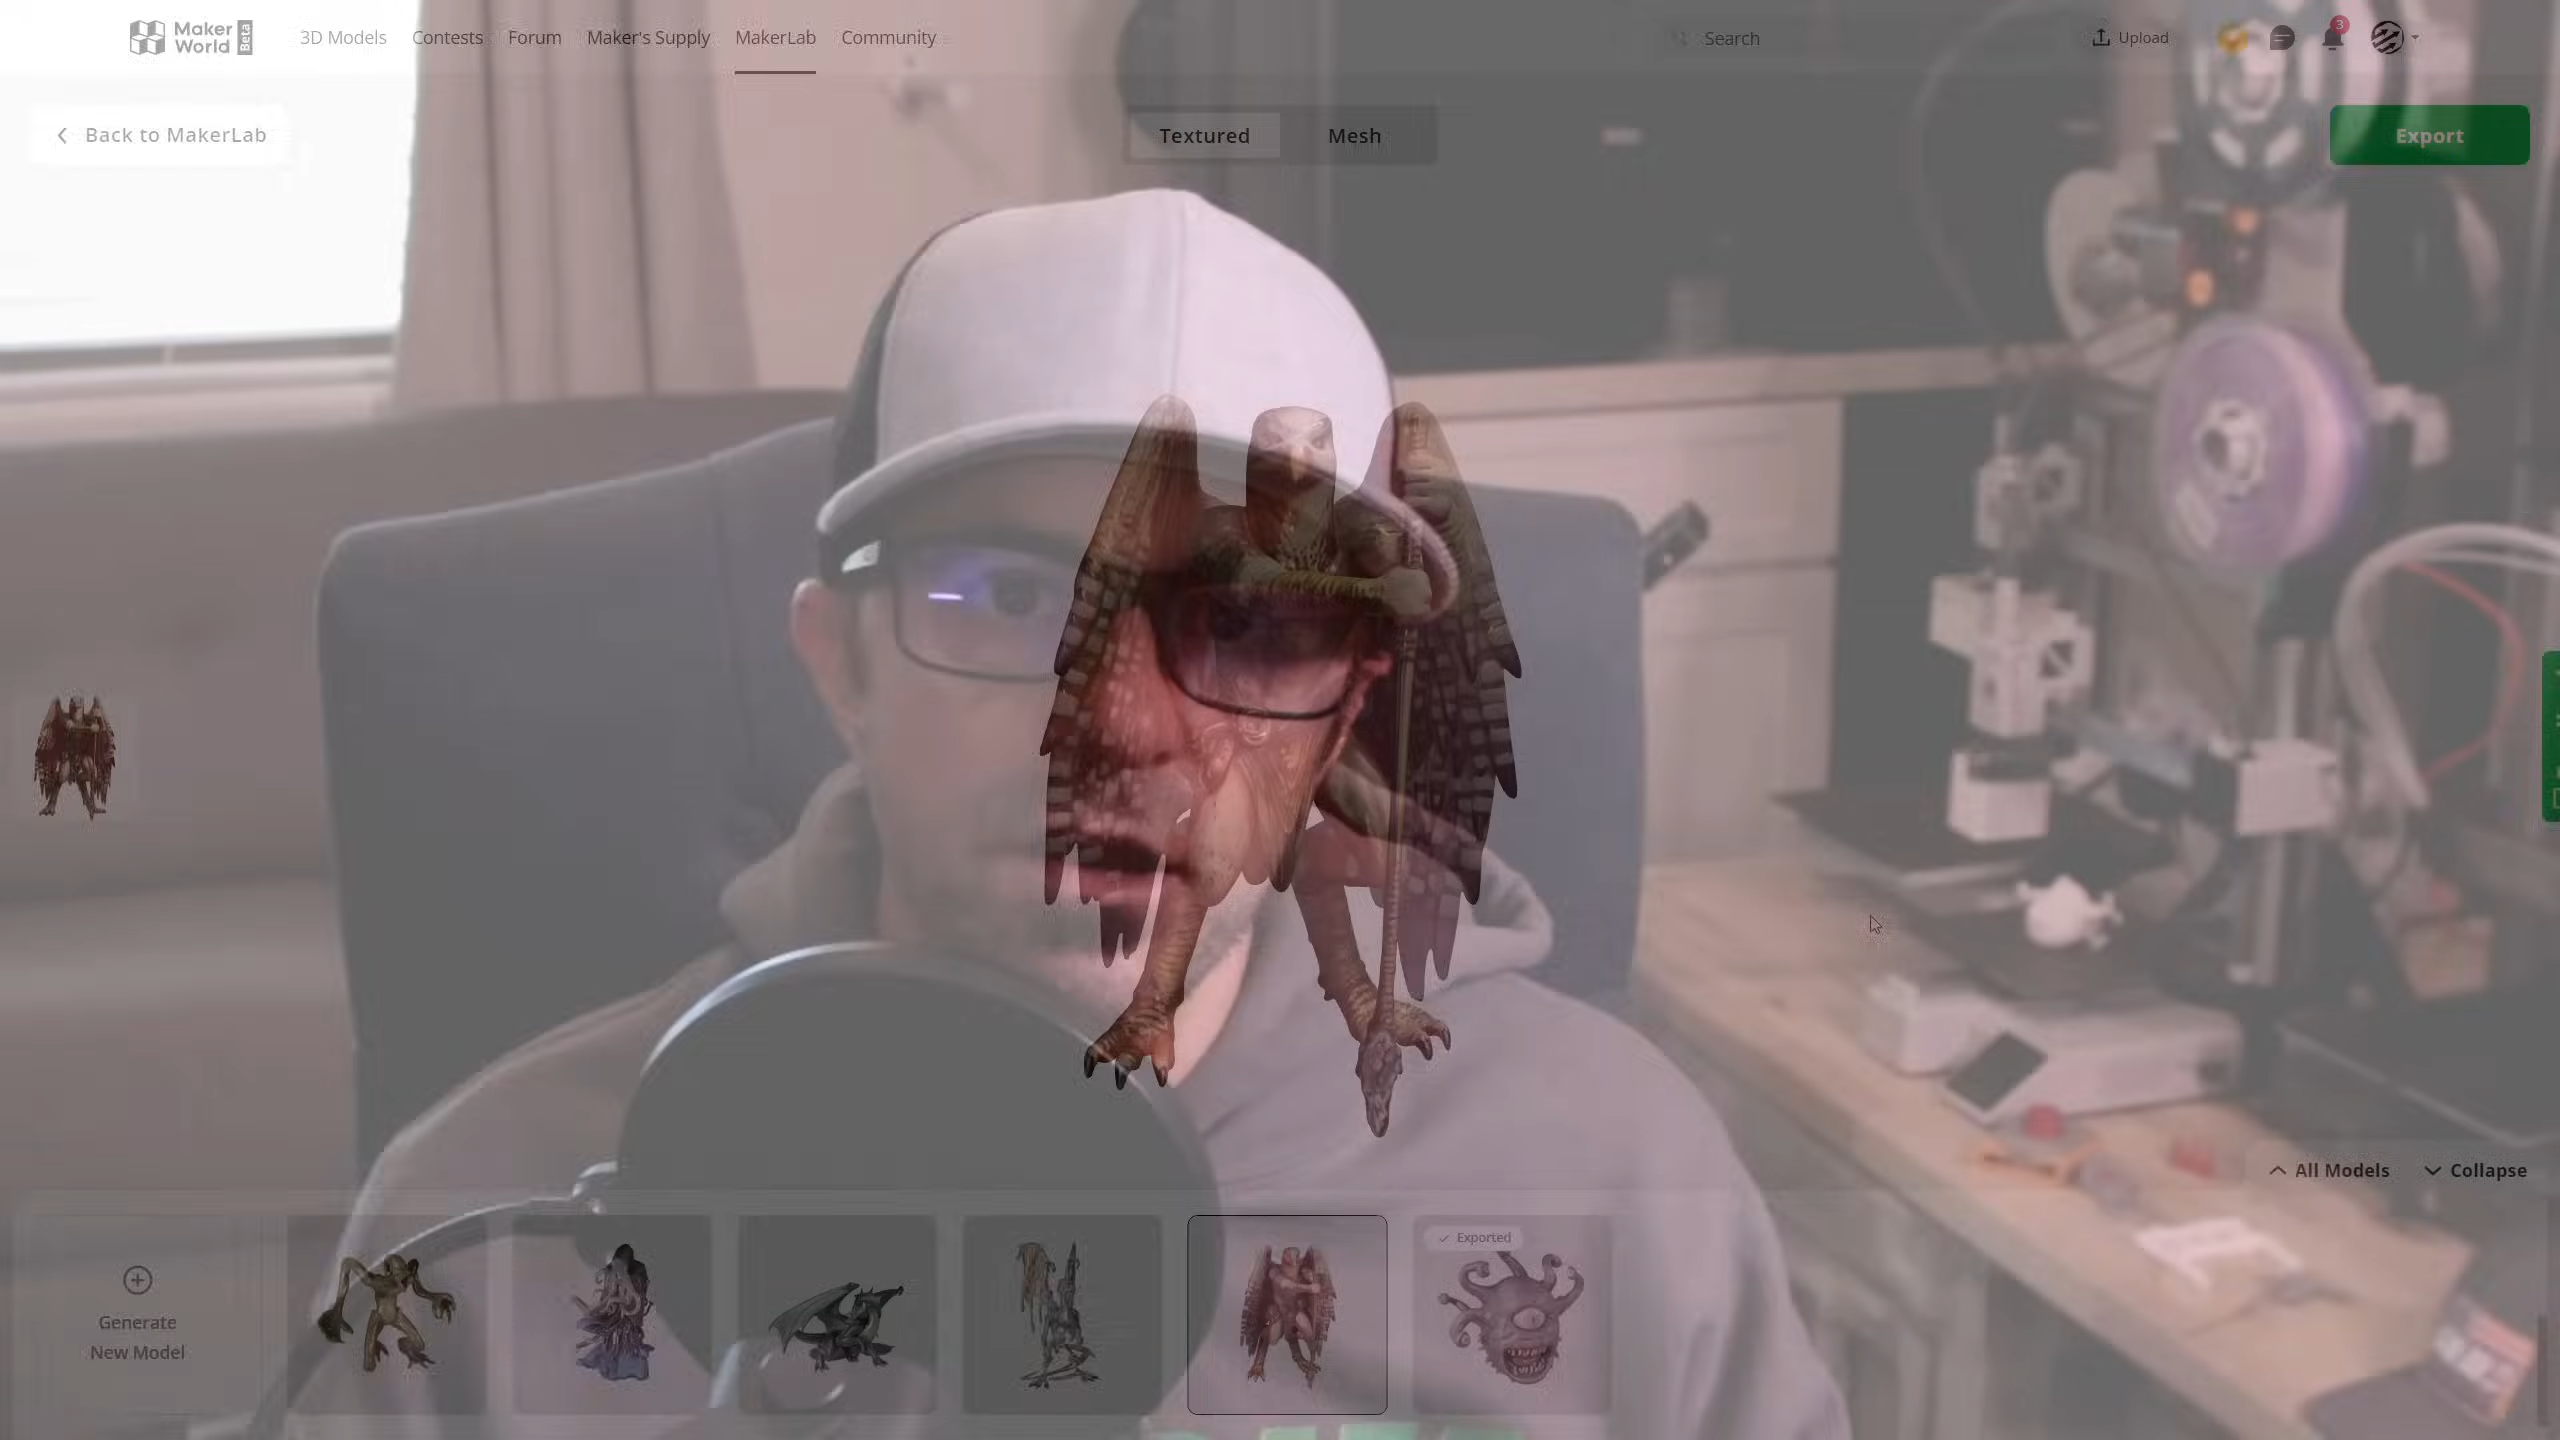 Maker
World
Beta
3D Models
Contests
Forum
Maker's Supply
MakerLab
Community
Search
Upload
3
Back to MakerLab
Textured
Mesh
Export
All Models
Collapse
Generate
New Model
Exported